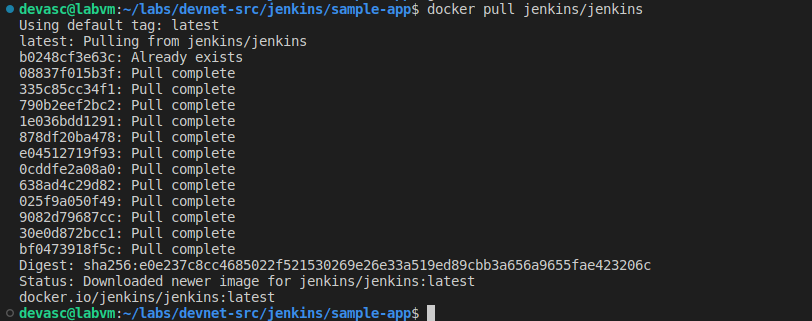 devasc@labvm:~/labs/devnet-src/jenkins/sample-app$ docker pull jenkins/jenkins
Using default tag: latest
latest: Pulling from jenkins/jenkins
b0248cf3e63c: Already exists
08837f015b3f: Pull complete
335c85cc34f1: Pull complete
790b2eef2bc2: Pull complete
1e036bdd1291: Pull complete
878df20ba478: Pull complete
e04512719f93: Pull complete
0cddfe2a08a0: Pull complete
638ad4c29d82: Pull complete
025f9a050f49: Pull complete
9082d79687cc: Pull complete
30e0d872bcc1: Pull complete
bf0473918f5c: Pull complete
Digest: sha256:e0e237c8cc4685022f521530269e26e33a519ed89cbb3a656a9655fae423206c
Status: Downloaded newer image for jenkins/jenkins:latest
docker.io/jenkins/jenkins:latest
devasc@labvm:~/labs/devnet-src/jenkins/sample-app$